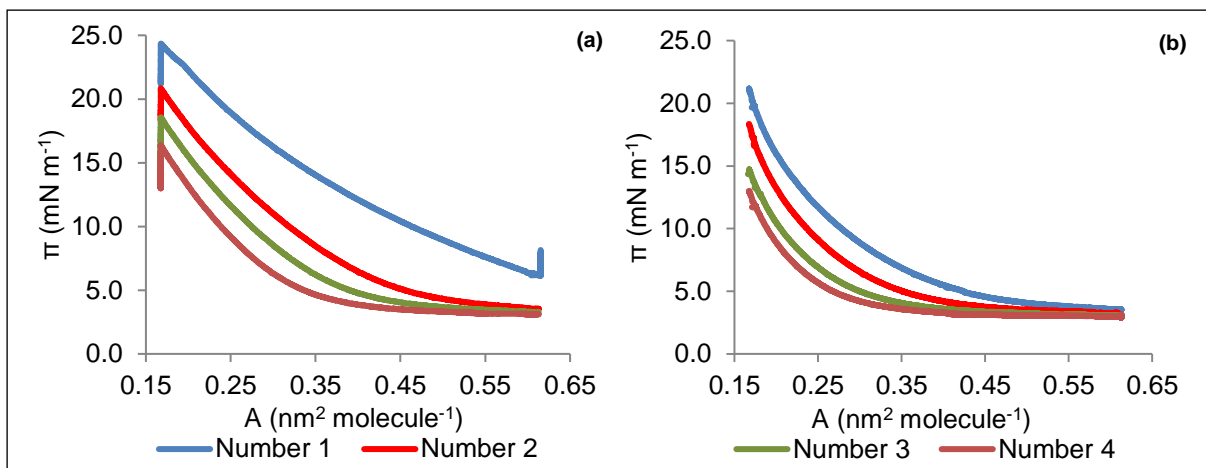 (a)
25.0
20.0
15.0
10.0
5.0
0.0
π (mN m⁻¹)
0.15 0.25 0.35 0.45 0.55 0.65
A (nm² molecule⁻¹)
Number 1 Number 2
(b)
25.0
20.0
15.0
10.0
5.0
0.0
π (mN m⁻¹)
0.15 0.25 0.35 0.45 0.55 0.65
A (nm² molecule⁻¹)
Number 3 Number 4